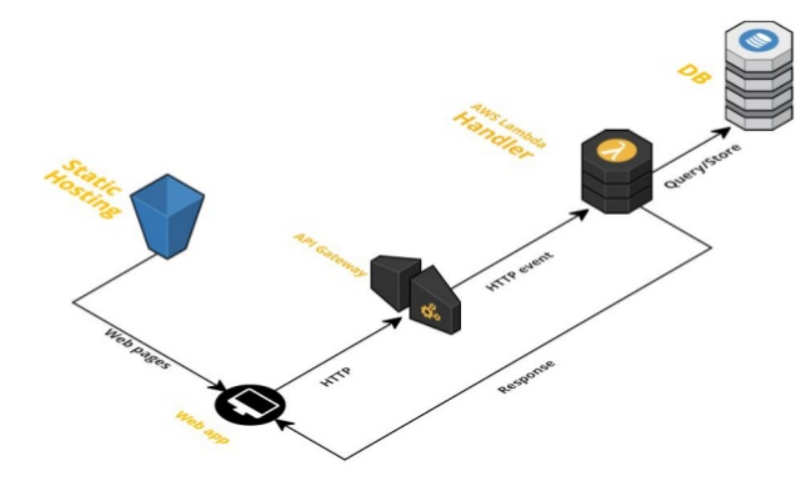 DB
AWS Lambda
Handler
Query/Store
Static
Hosting
API Gateway
HTTP event
Web pages
HTTP
Response
Web app